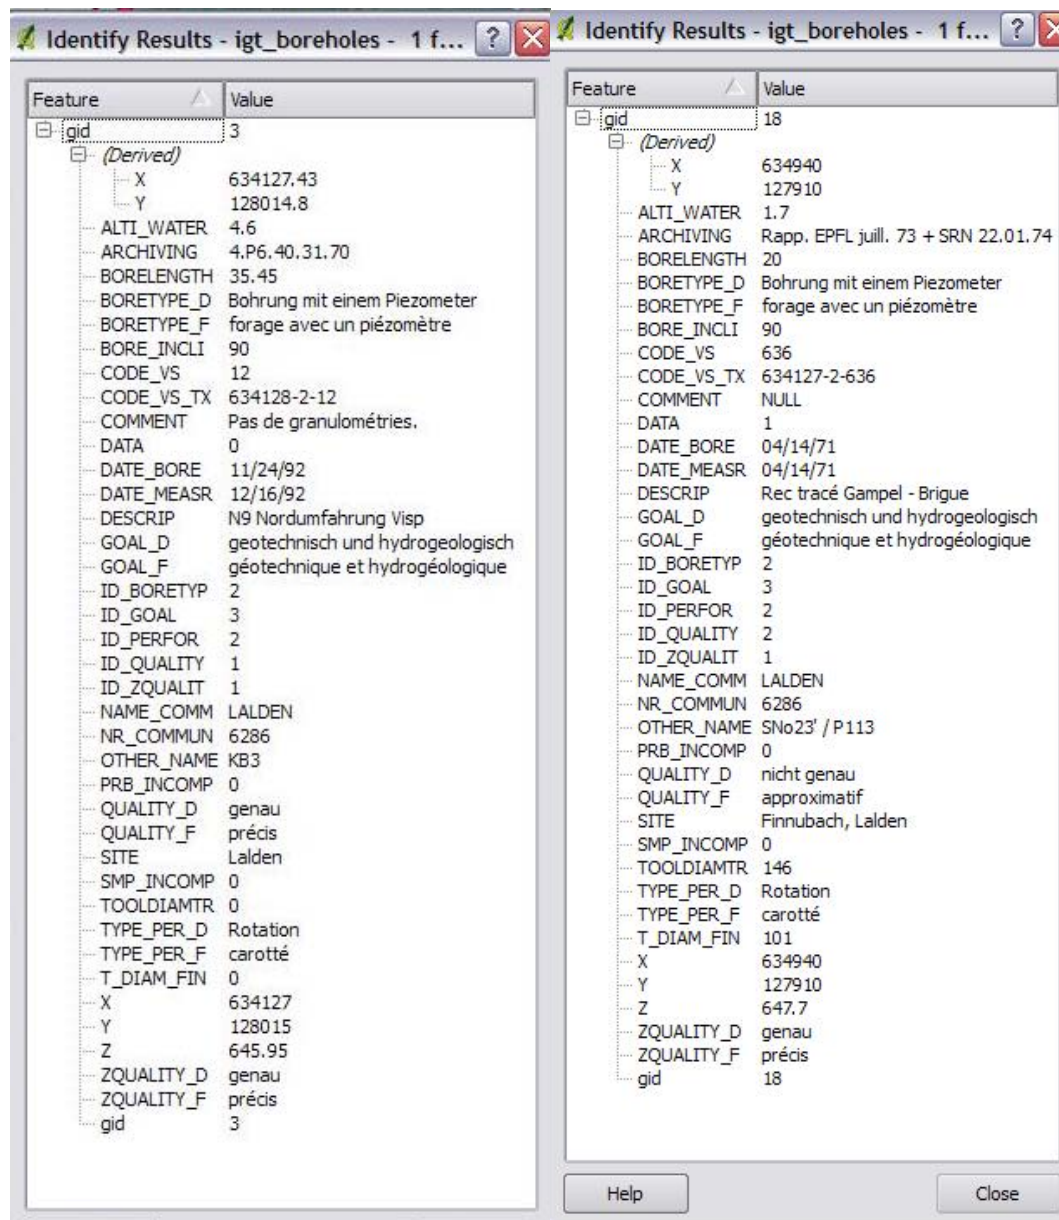 Identify Results - igt_boreholes - 1 f...
Feature Value
gid 3
(Derived)
X 634127.43
Y 128014.8
ALTI_WATER 4.6
ARCHIVING 4.P6.40.31.70
BORELENGTH 35.45
BORETYPE_D Bohrung mit einem Piezometer
BORETYPE_F forage avec un piézomètre
BORE_INCLI 90
CODE_VS 12
CODE_VS_TX 634128-2-12
COMMENT Pas de granulométries.
DATA 0
DATE_BORE 11/24/92
DATE_MEASR 12/16/92
DESCRIP N9 Nordumfahrung Visp
GOAL_D geotechnisch und hydrogeologisch
GOAL_F géotechnique et hydrogéologique
ID_BORETYP 2
ID_GOAL 3
ID_PERFOR 2
ID_QUALITY 1
ID_ZQUALIT 1
NAME_COMM LALDEN
NR_COMMUN 6286
OTHER_NAME KB3
PRB_INCOMP 0
QUALITY_D genau
QUALITY_F précis
SITE Lalden
SMP_INCOMP 0
TOOLDIAMTR 0
TYPE_PER_D Rotation
TYPE_PER_F carotté
T_DIAM_FIN 0
X 634127
Y 128015
Z 645.95
ZQUALITY_D genau
ZQUALITY_F précis
gid 3
Identify Results - igt_boreholes - 1 f...
Feature Value
gid 18
(Derived)
X 634940
Y 127910
ALTI_WATER 1.7
ARCHIVING Rapp. EPFL juill. 73 + SRN 22.01.74
BORELENGTH 20
BORETYPE_D Bohrung mit einem Piezometer
BORETYPE_F forage avec un piézomètre
BORE_INCLI 90
CODE_VS 636
CODE_VS_TX 634127-2-636
COMMENT NULL
DATA 1
DATE_BORE 04/14/71
DATE_MEASR 04/14/71
DESCRIP Rec tracé Gampel - Brigue
GOAL_D geotechnisch und hydrogeologisch
GOAL_F géotechnique et hydrogéologique
ID_BORETYP 2
ID_GOAL 3
ID_PERFOR 2
ID_QUALITY 2
ID_ZQUALIT 1
NAME_COMM LALDEN
NR_COMMUN 6286
OTHER_NAME SNo23' / P113
PRB_INCOMP 0
QUALITY_D nicht genau
QUALITY_F approximatif
SITE Finnubach, Lalden
SMP_INCOMP 0
TOOLDIAMTR 146
TYPE_PER_D Rotation
TYPE_PER_F carotté
T_DIAM_FIN 101
X 634940
Y 127910
Z 647.7
ZQUALITY_D genau
ZQUALITY_F précis
gid 18
Help Close